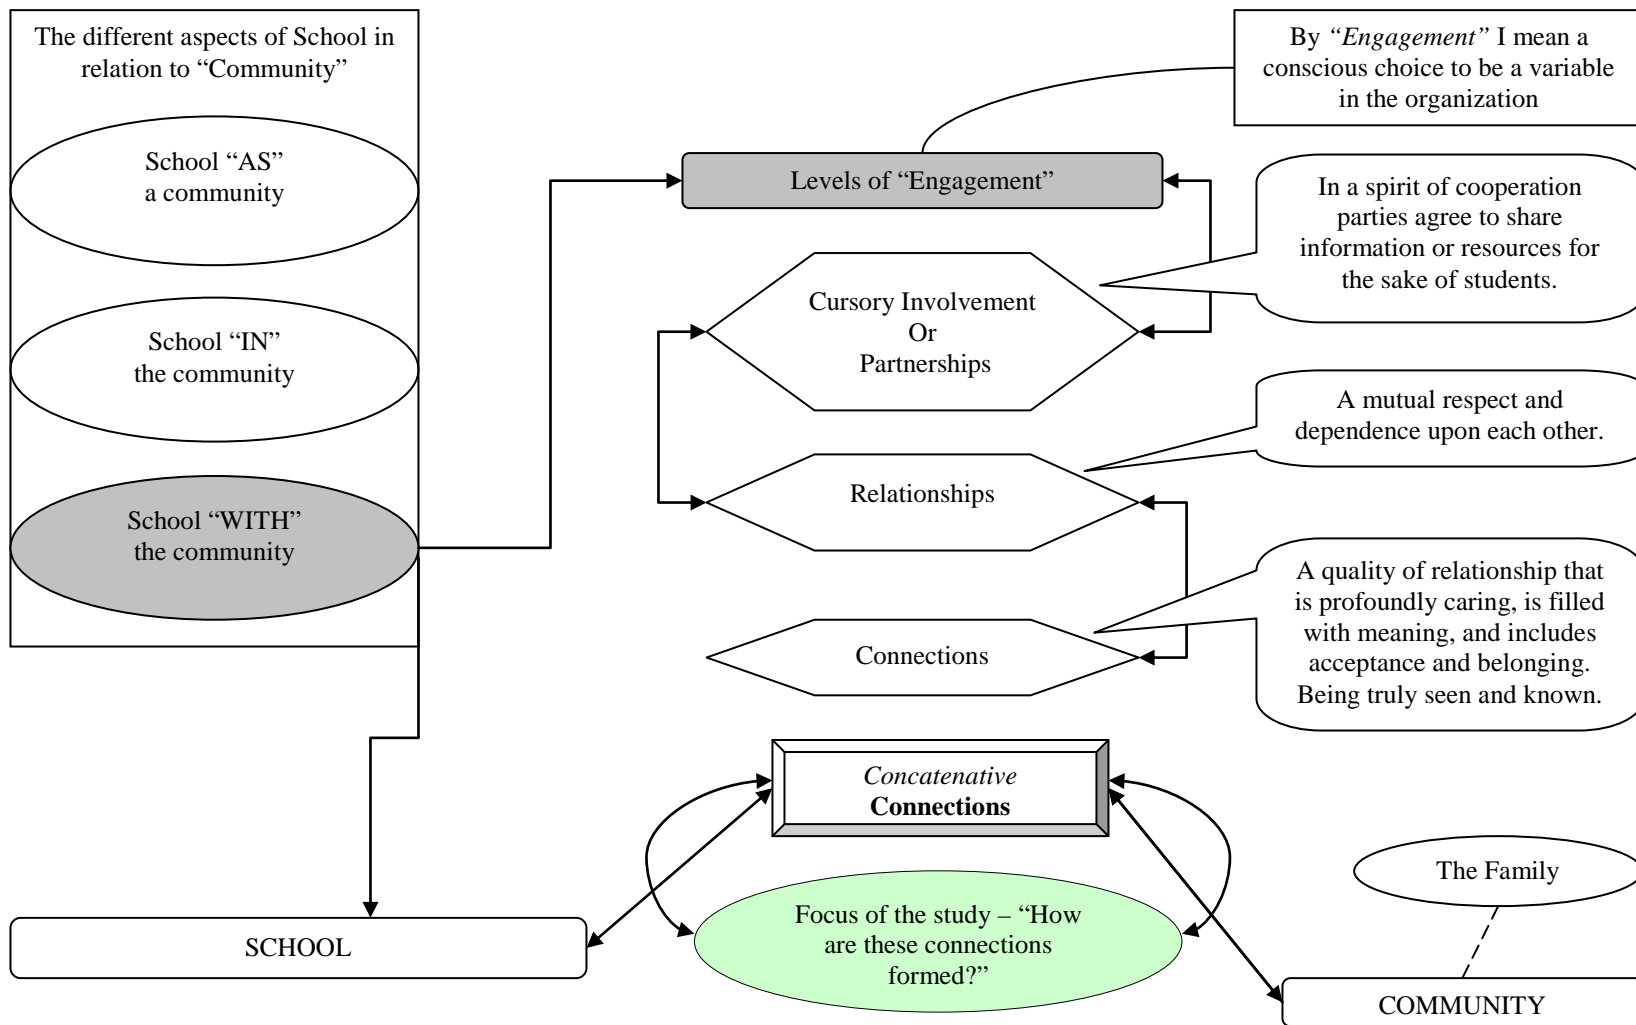 The different aspects of School in
relation to “Community”
School “AS”
a community
School “IN”
the community
School “WITH”
the community
By “Engagement” I mean a
conscious choice to be a variable
in the organization
Levels of “Engagement”
In a spirit of cooperation
parties agree to share
information or resources for
the sake of students.
Cursory Involvement
Or
Partnerships
A mutual respect and
dependence upon each other.
Relationships
A quality of relationship that
is profoundly caring, is filled
with meaning, and includes
acceptance and belonging.
Being truly seen and known.
Connections
Concatenative
Connections
The Family
Focus of the study – “How
are these connections
formed?”
SCHOOL
COMMUNITY